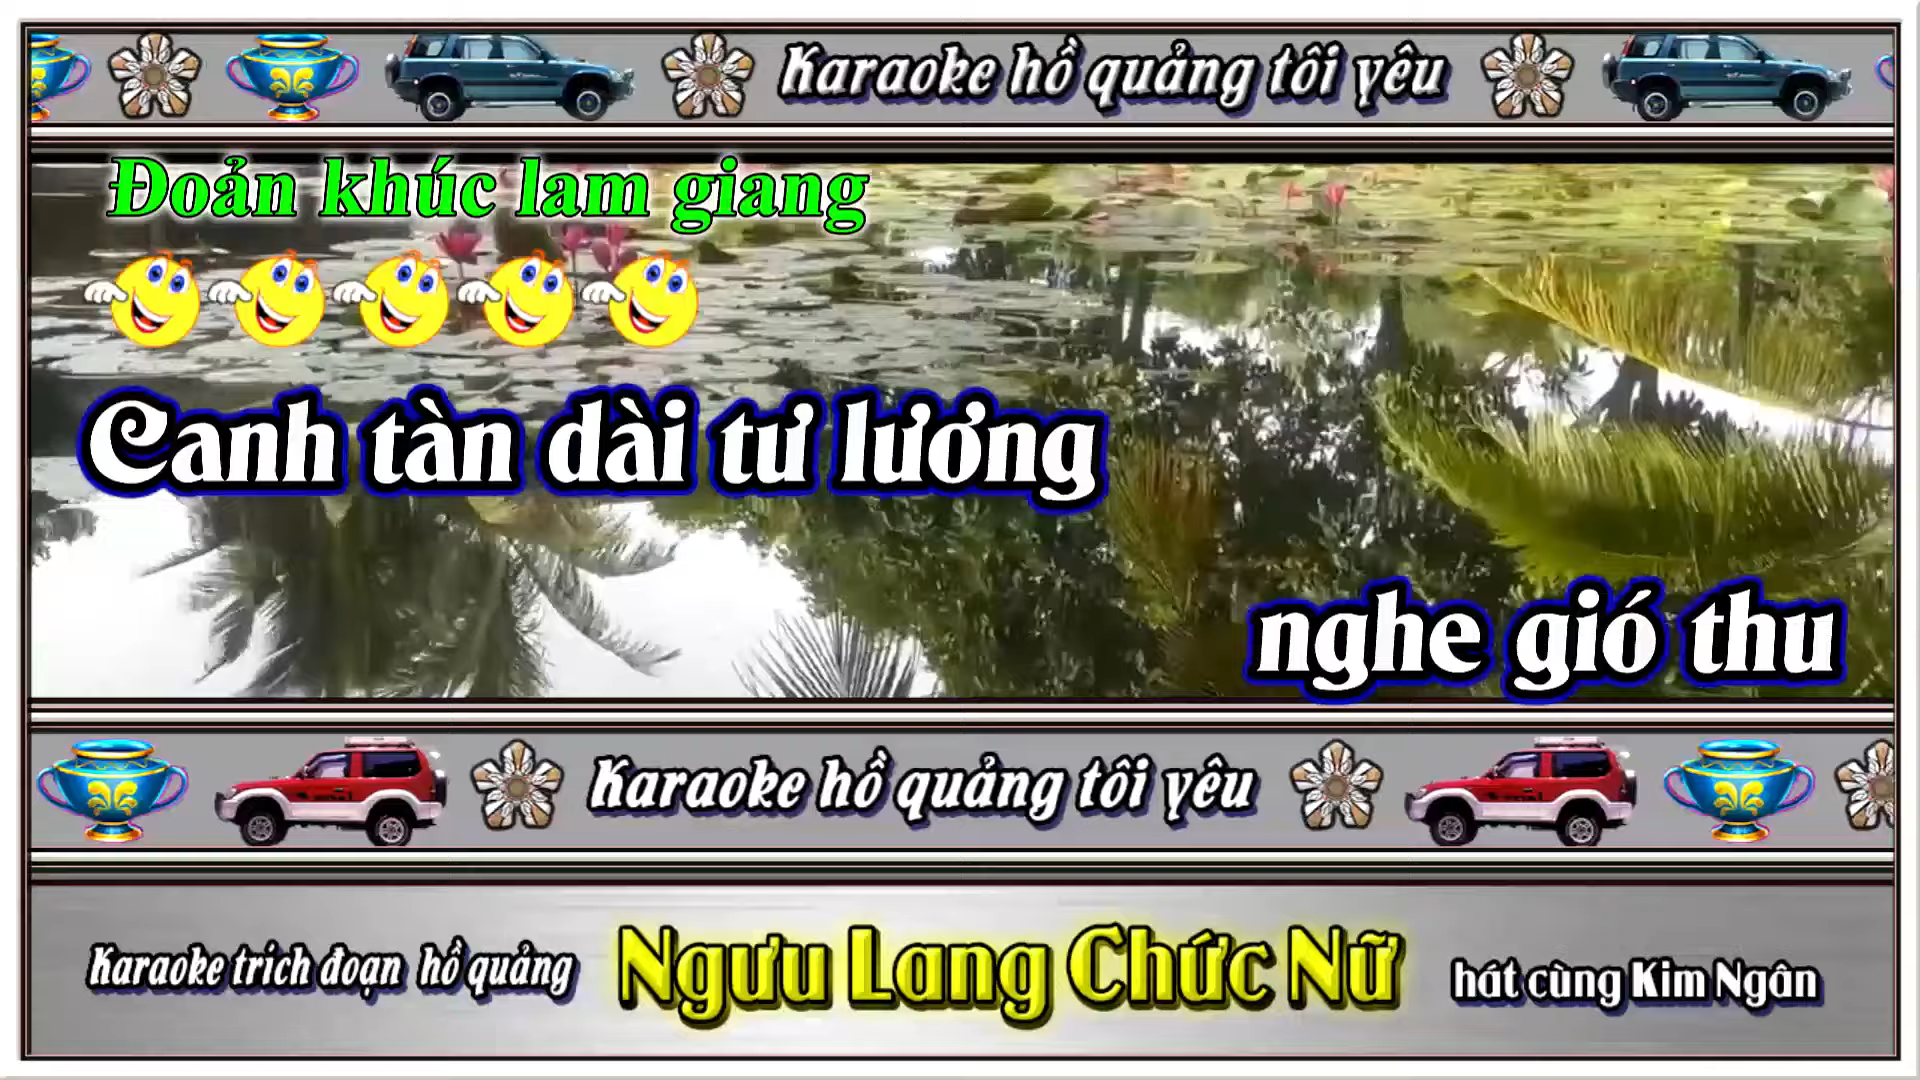 Karaoke hồ quảng tôi yêu
Đoản khúc lam giang
Canh tàn dài tư lương
nghe gió thu
Karaoke hồ quảng tôi yêu
Karaoke trích đoạn hồ quảng
Ngưu Lang Chức Nữ
hát cùng Kim Ngân